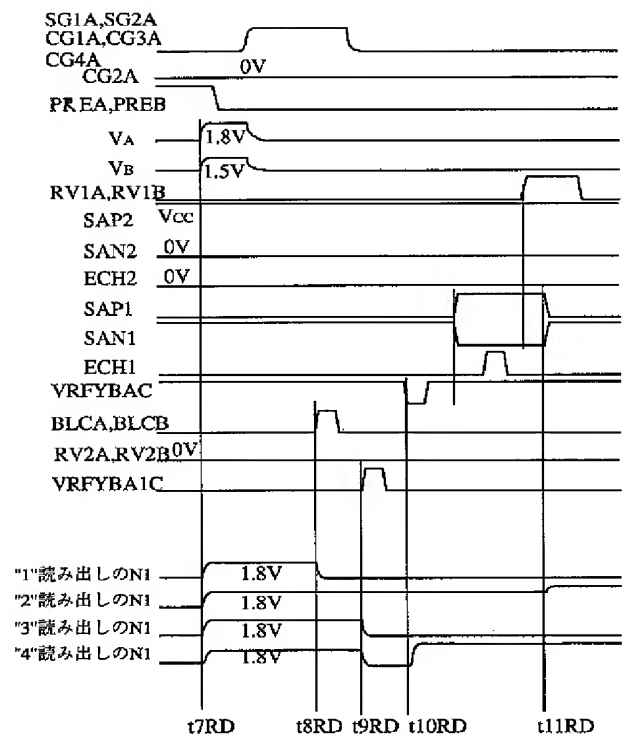 SG1A,SG2A
CG1A,CG3A
CG4A
0V
CG2A
PREA,PREB
VA
1.8V
VB
1.5V
RV1A,RV1B
SAP2
Vcc
SAN2
0V
ECH2
0V
SAP1
SAN1
ECH1
VRFYBAC
BLCA,BLCB
RV2A,RV2B
0V
VRFYBA1C
"1"読み出しのN1
1.8V
"2"読み出しのN1
1.8V
"3"読み出しのN1
1.8V
"4"読み出しのN1
1.8V
t7RD t8RD t9RD t10RD t11RD